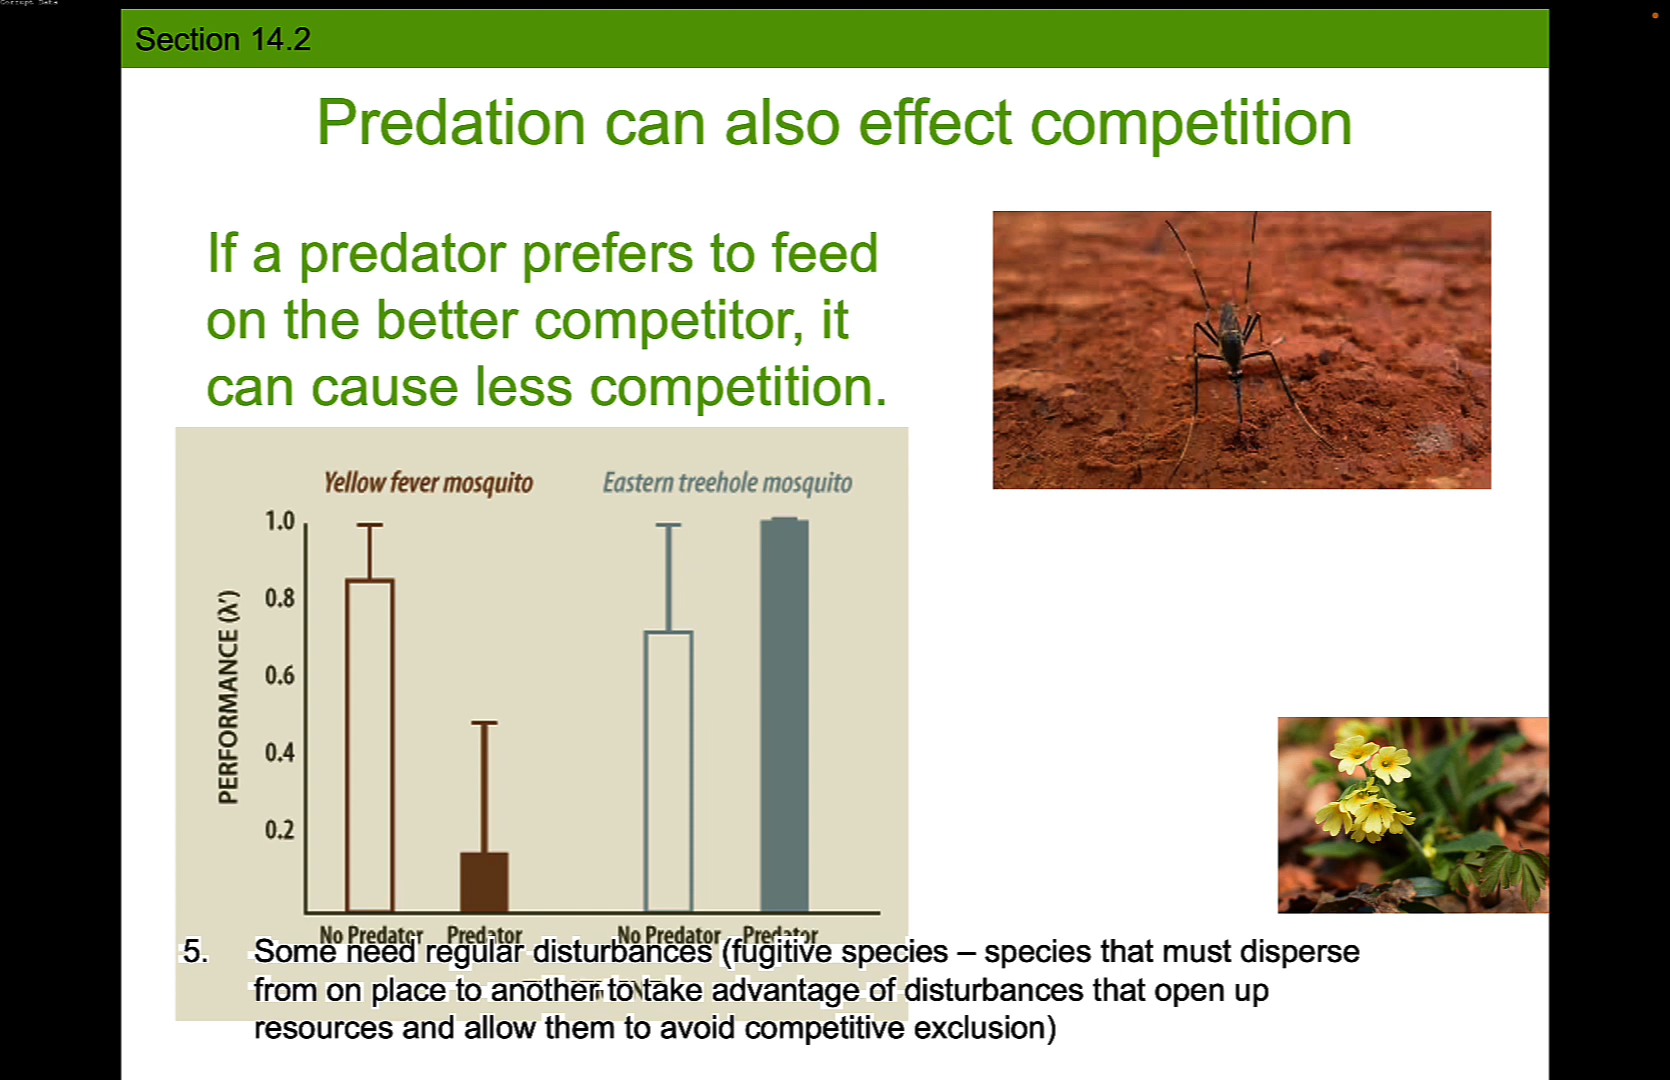 Corrupt Data
Section 14.2
Predation can also effect competition
If a predator prefers to feed
on the better competitor, it
can cause less competition.
Yellow fever mosquito
Eastern treehole mosquito
PERFORMANCE (λ')
1.0
0.8
0.6
0.4
0.2
No Predator Predator No Predator Predator
5. Some need regular disturbances (fugitive species – species that must disperse
from on place to another to take advantage of disturbances that open up
resources and allow them to avoid competitive exclusion)